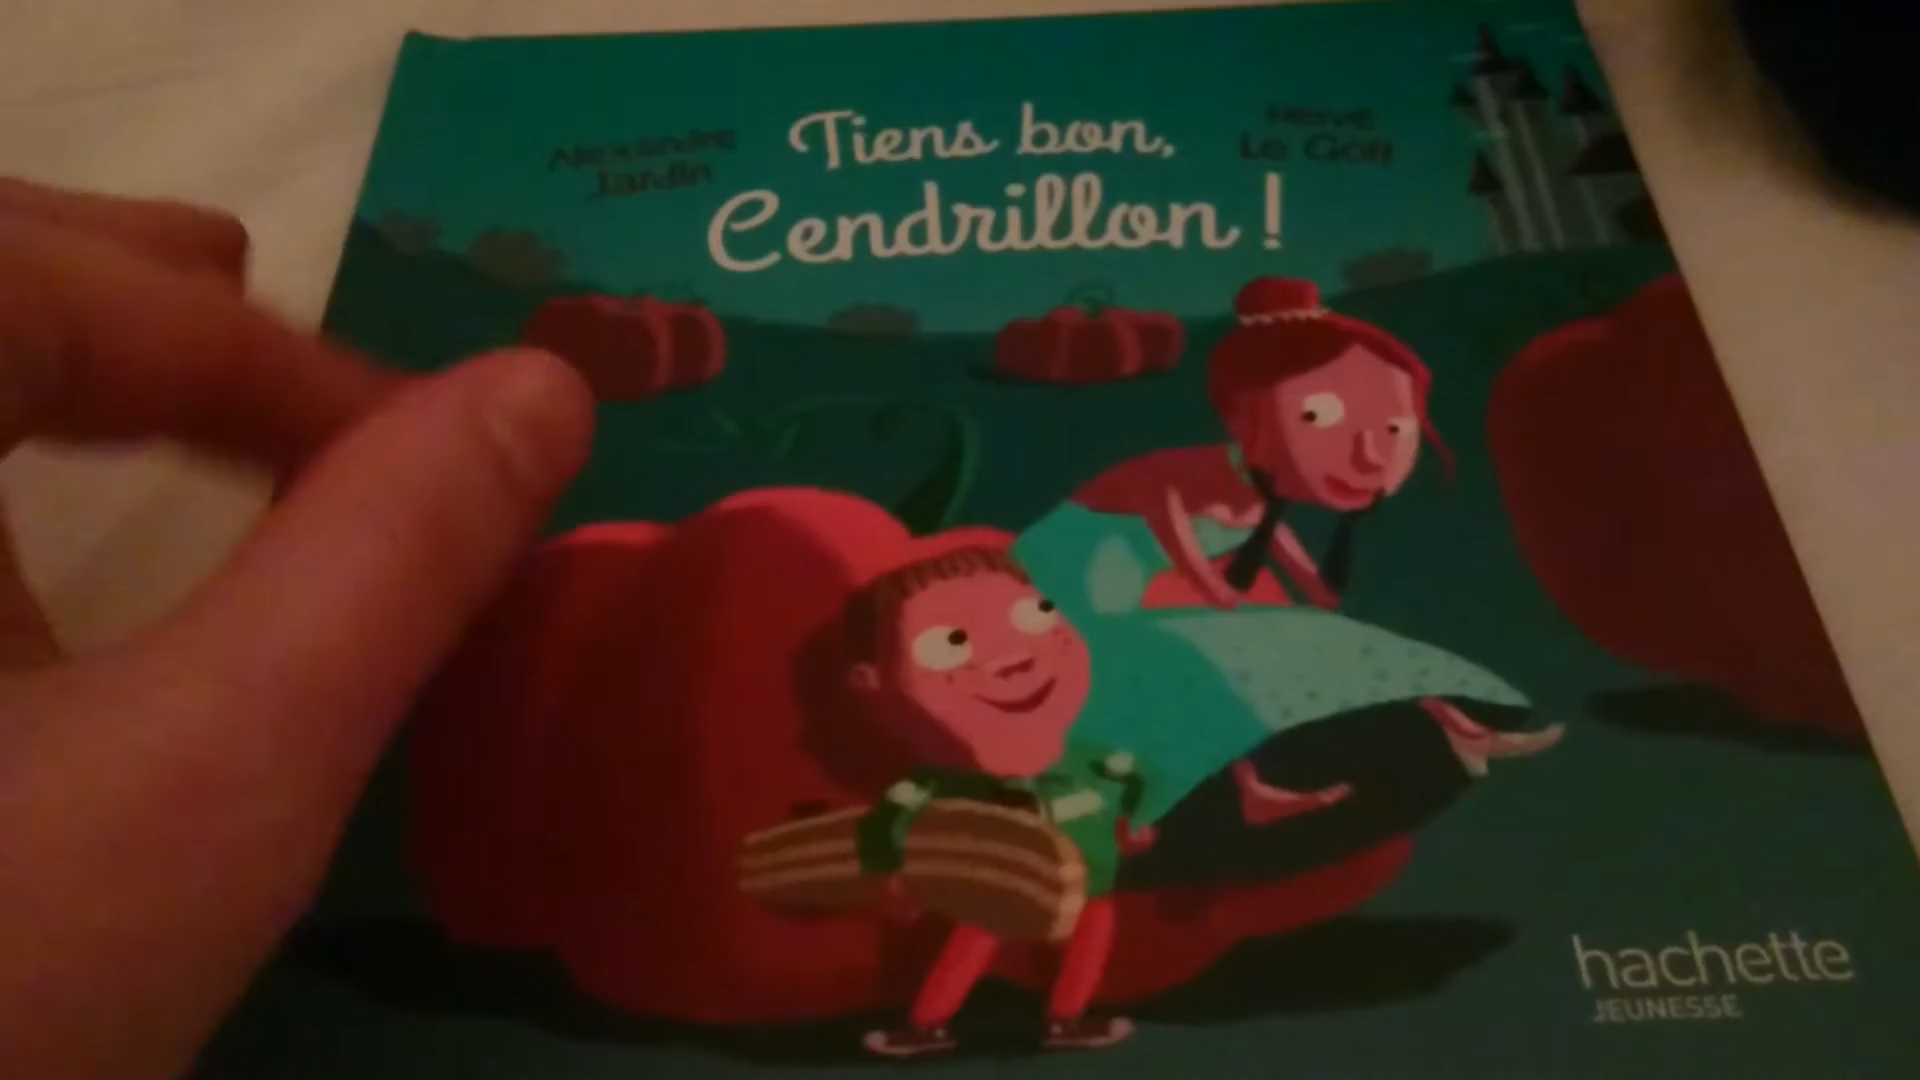 Alexandre
Jardin
Tiens bon,
Cendrillon !
Hervé
Le Goff
hachette
JEUNESSE